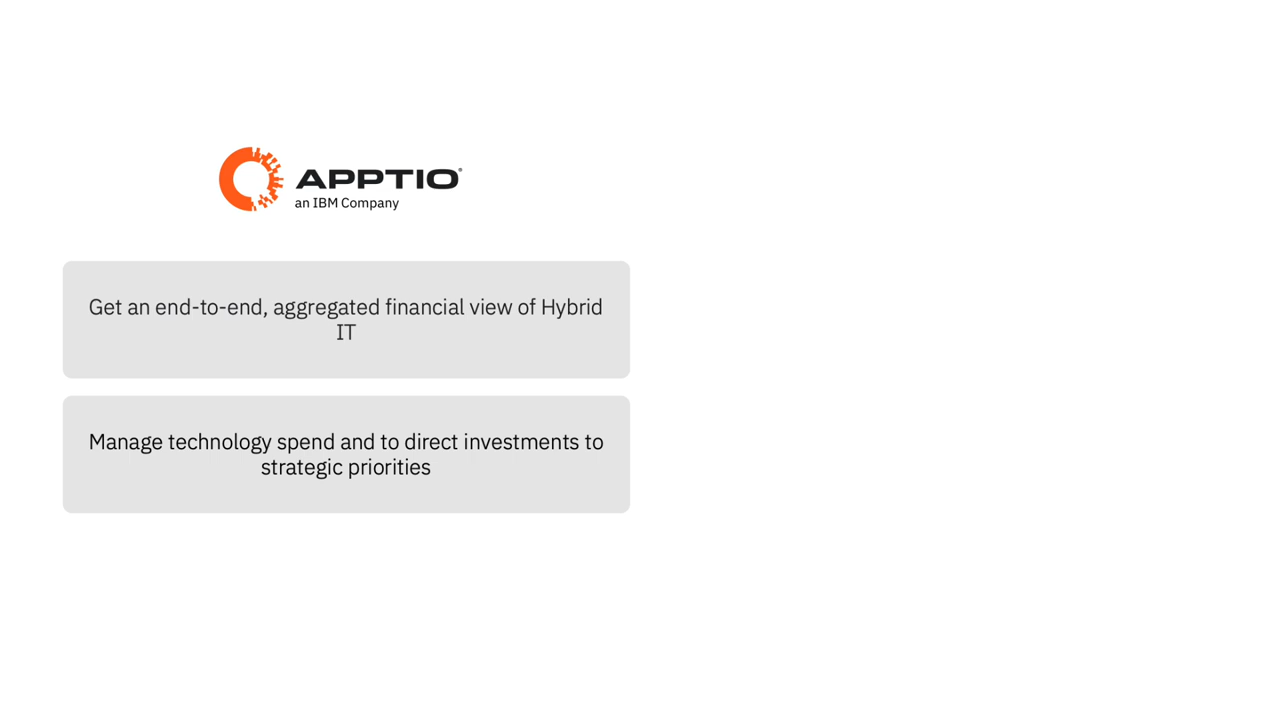 APPTIO
an IBM Company
Get an end-to-end, aggregated financial view of Hybrid
IT
Manage technology spend and to direct investments to
strategic priorities